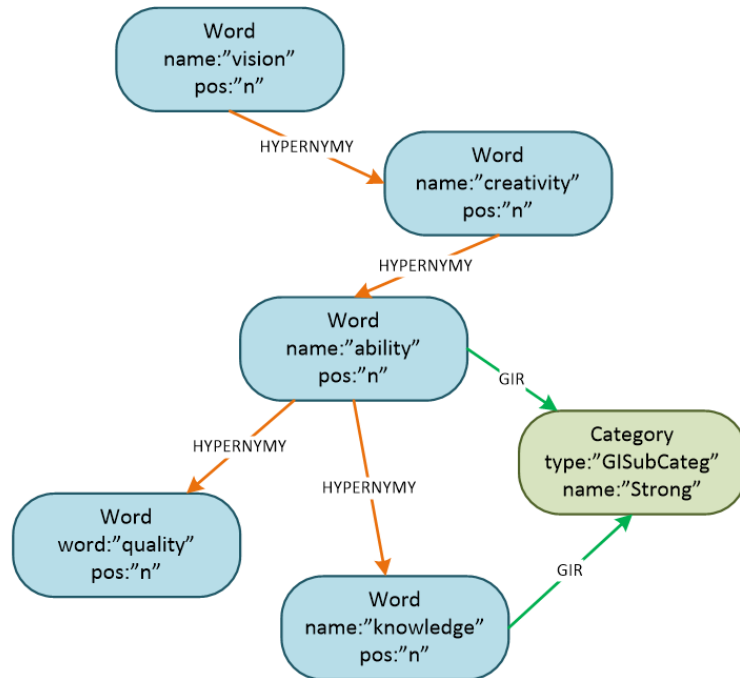 Word
name:”vision”
pos:”n”
HYPERNYMY
Word
name:”creativity”
pos:”n”
HYPERNYMY
Word
name:”ability”
pos:”n”
GIR
HYPERNYMY
HYPERNYMY
Category
type:”GISubCateg”
name:”Strong”
Word
word:”quality”
pos:”n”
GIR
Word
name:”knowledge”
pos:”n”